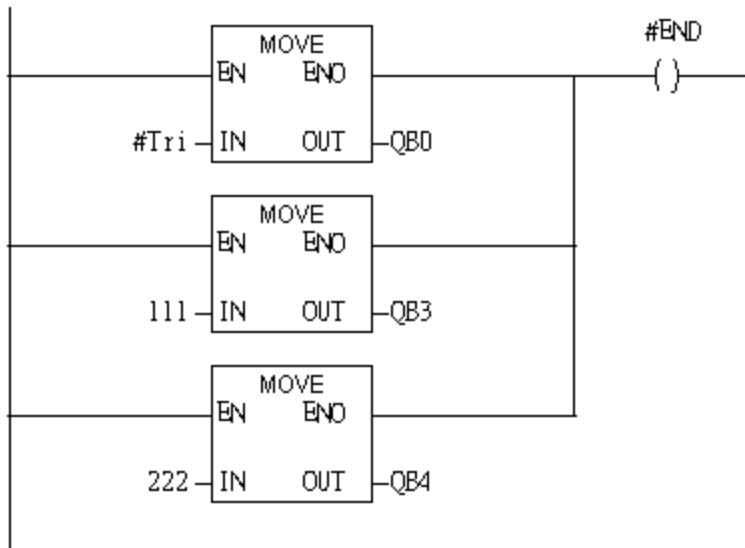 #END
MOVE
EN ENO
#Tri IN OUT QB0
MOVE
EN ENO
111 IN OUT QB3
MOVE
EN ENO
222 IN OUT QB4